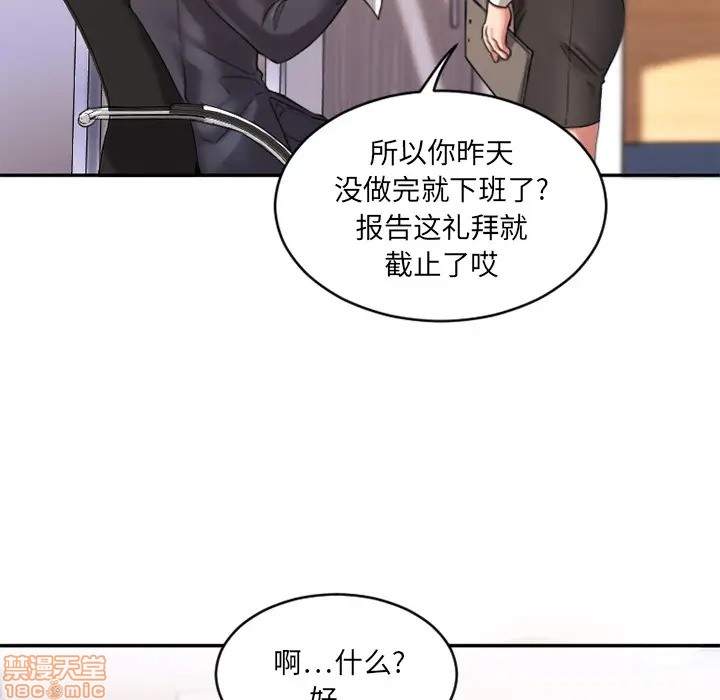 所以你昨天
没做完就下班了?
报告这礼拜就
截止了哎
啊...什么?
好
禁漫天堂
18comic